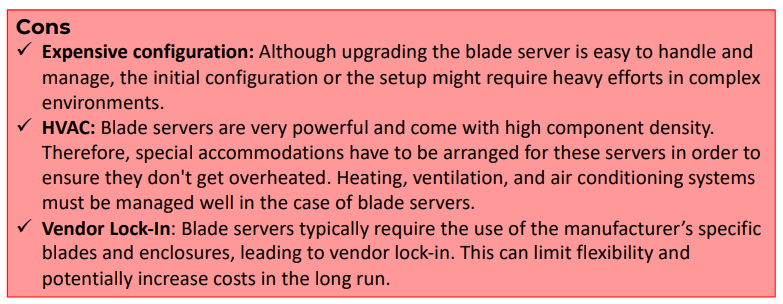 Cons
✓ Expensive configuration: Although upgrading the blade server is easy to handle and
manage, the initial configuration or the setup might require heavy efforts in complex
environments.
✓ HVAC: Blade servers are very powerful and come with high component density.
Therefore, special accommodations have to be arranged for these servers in order to
ensure they don't get overheated. Heating, ventilation, and air conditioning systems
must be managed well in the case of blade servers.
✓ Vendor Lock-In: Blade servers typically require the use of the manufacturer’s specific
blades and enclosures, leading to vendor lock-in. This can limit flexibility and
potentially increase costs in the long run.